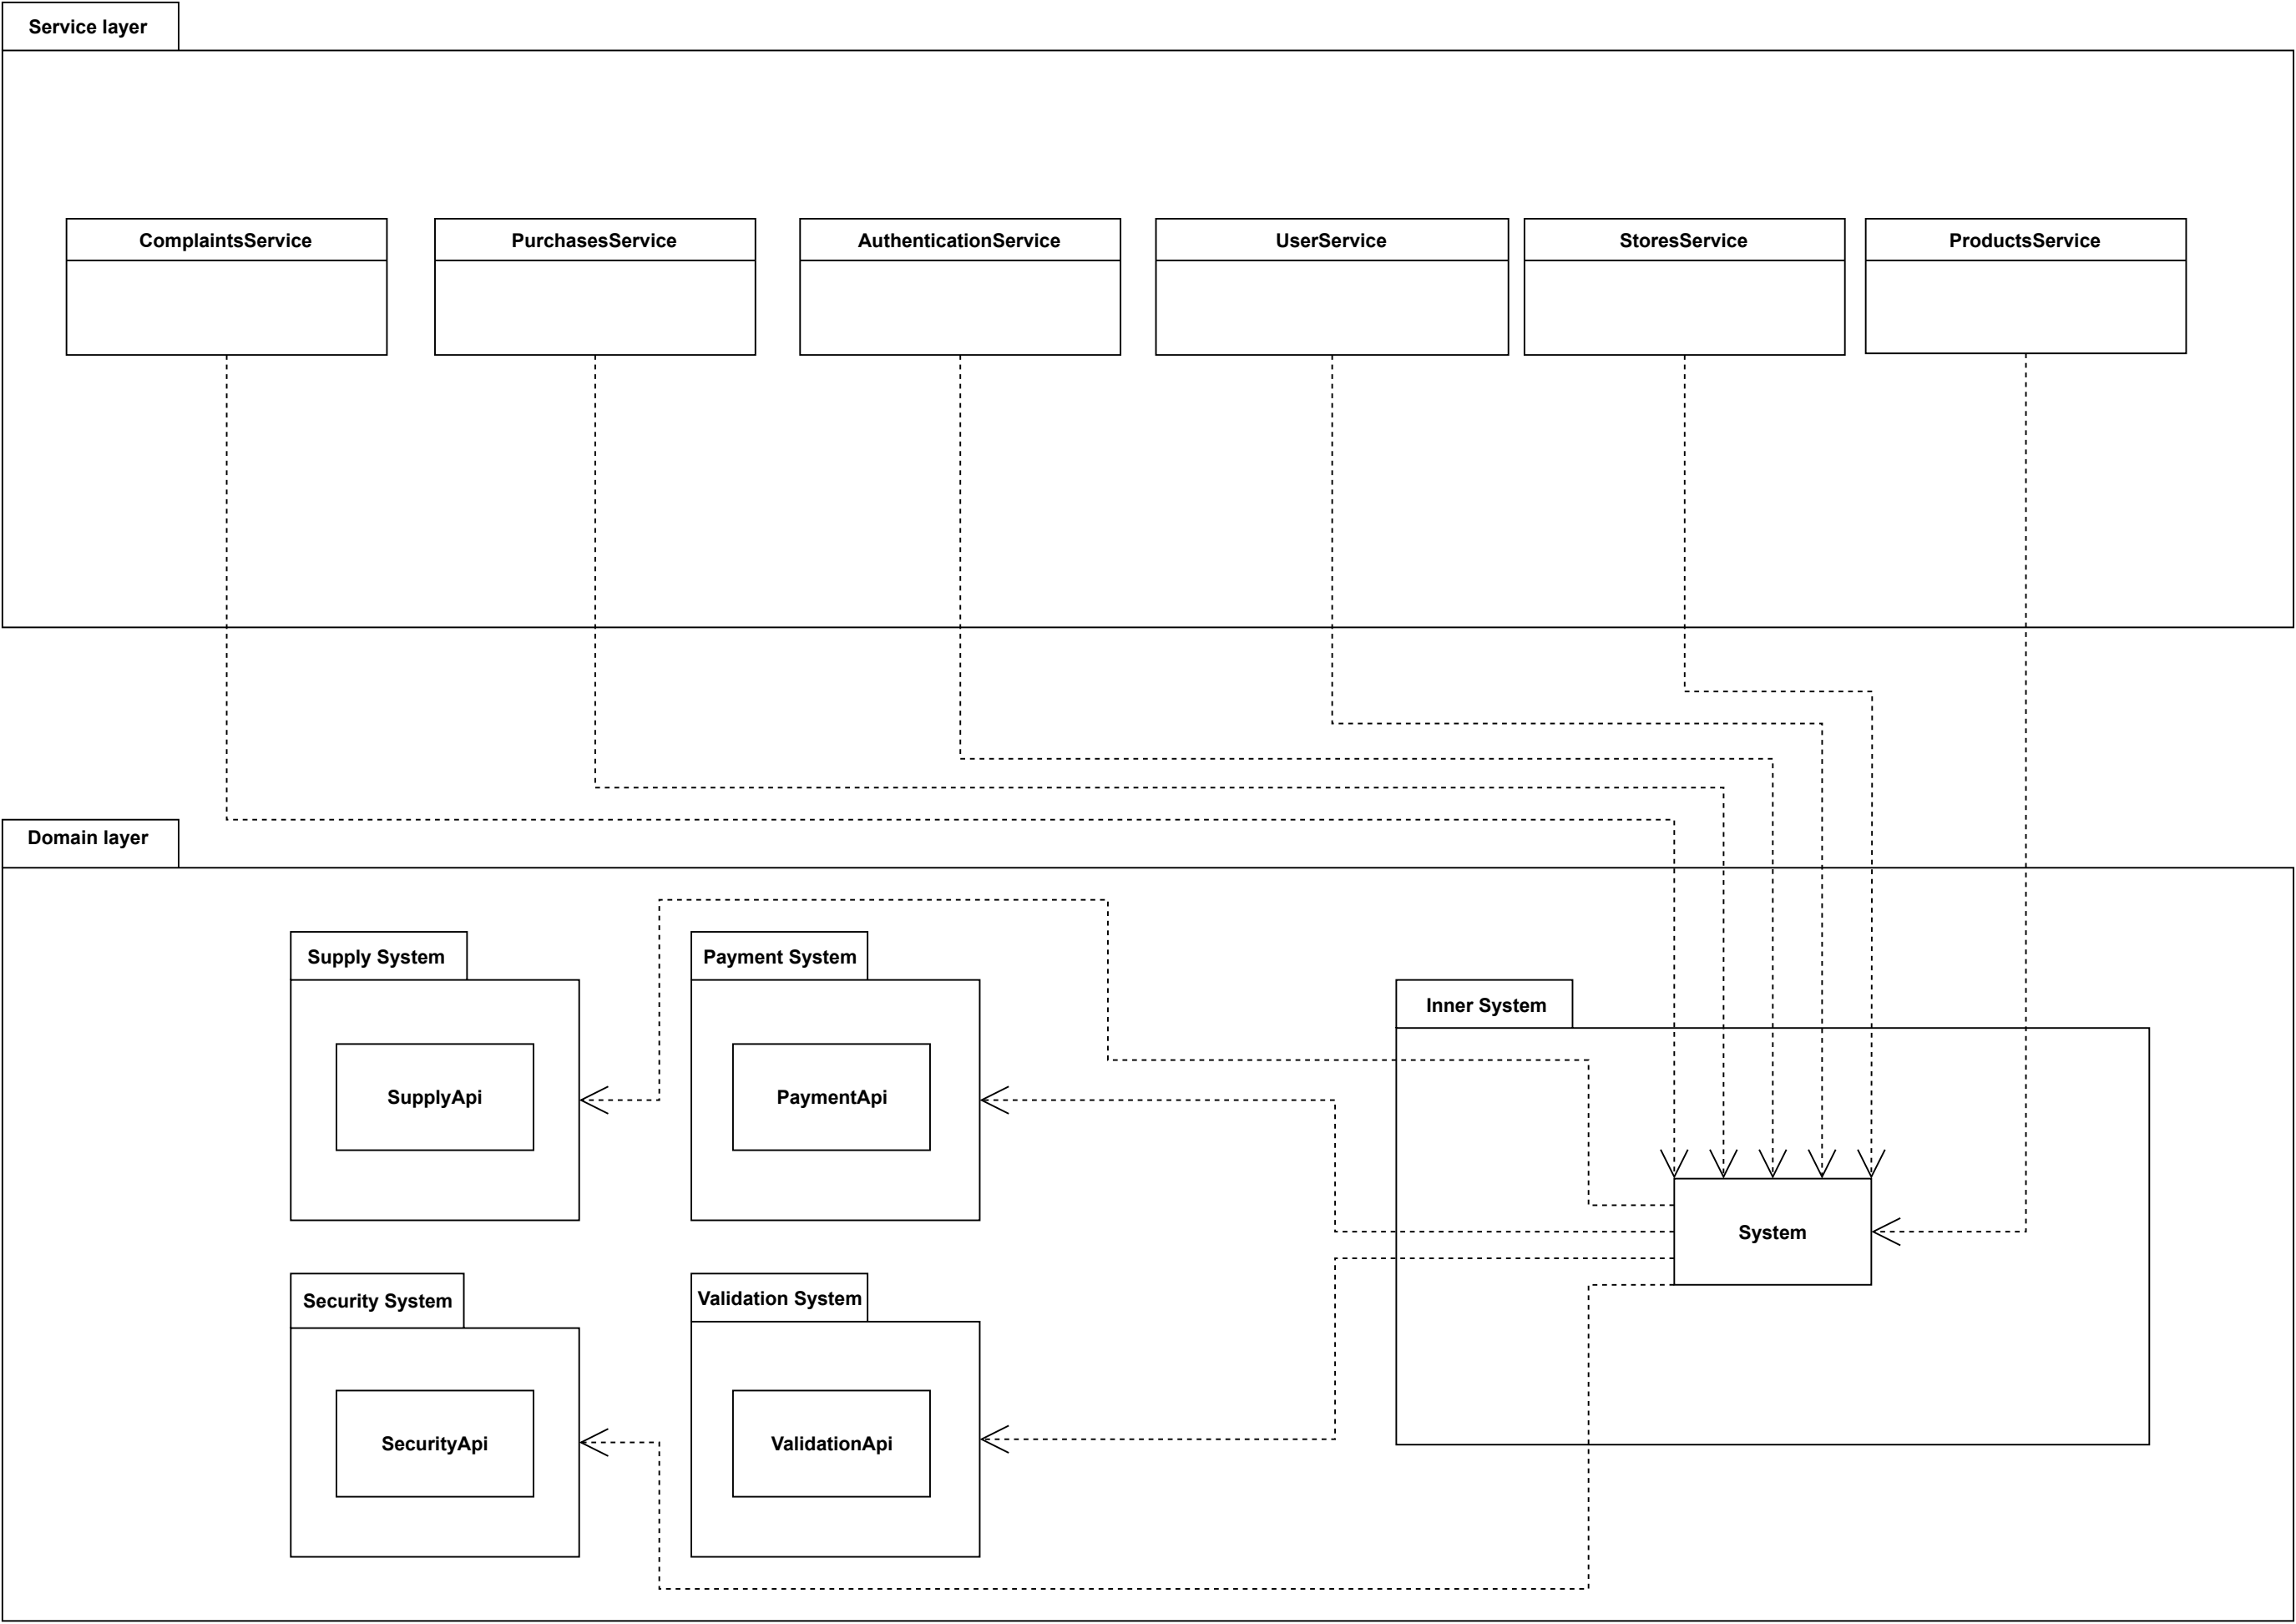 Service layer
ComplaintsService
PurchasesService
AuthenticationService
UserService
StoresService
ProductsService
Domain layer
Supply System
Payment System
Inner System
SupplyApi
PaymentApi
System
Security System
Validation System
SecurityApi
ValidationApi